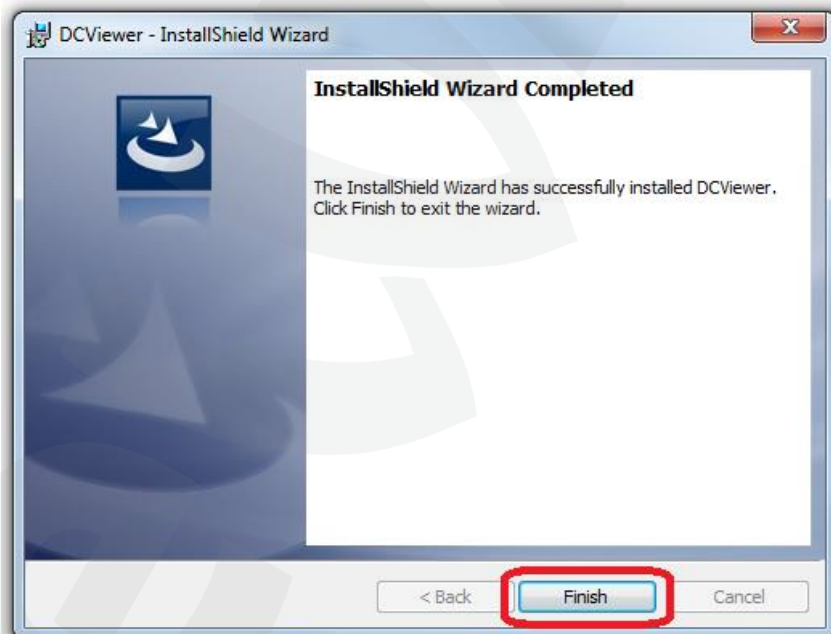 DCViewer - InstallShield Wizard
InstallShield Wizard Completed
The InstallShield Wizard has successfully installed DCViewer.
Click Finish to exit the wizard.
< Back
Finish
Cancel